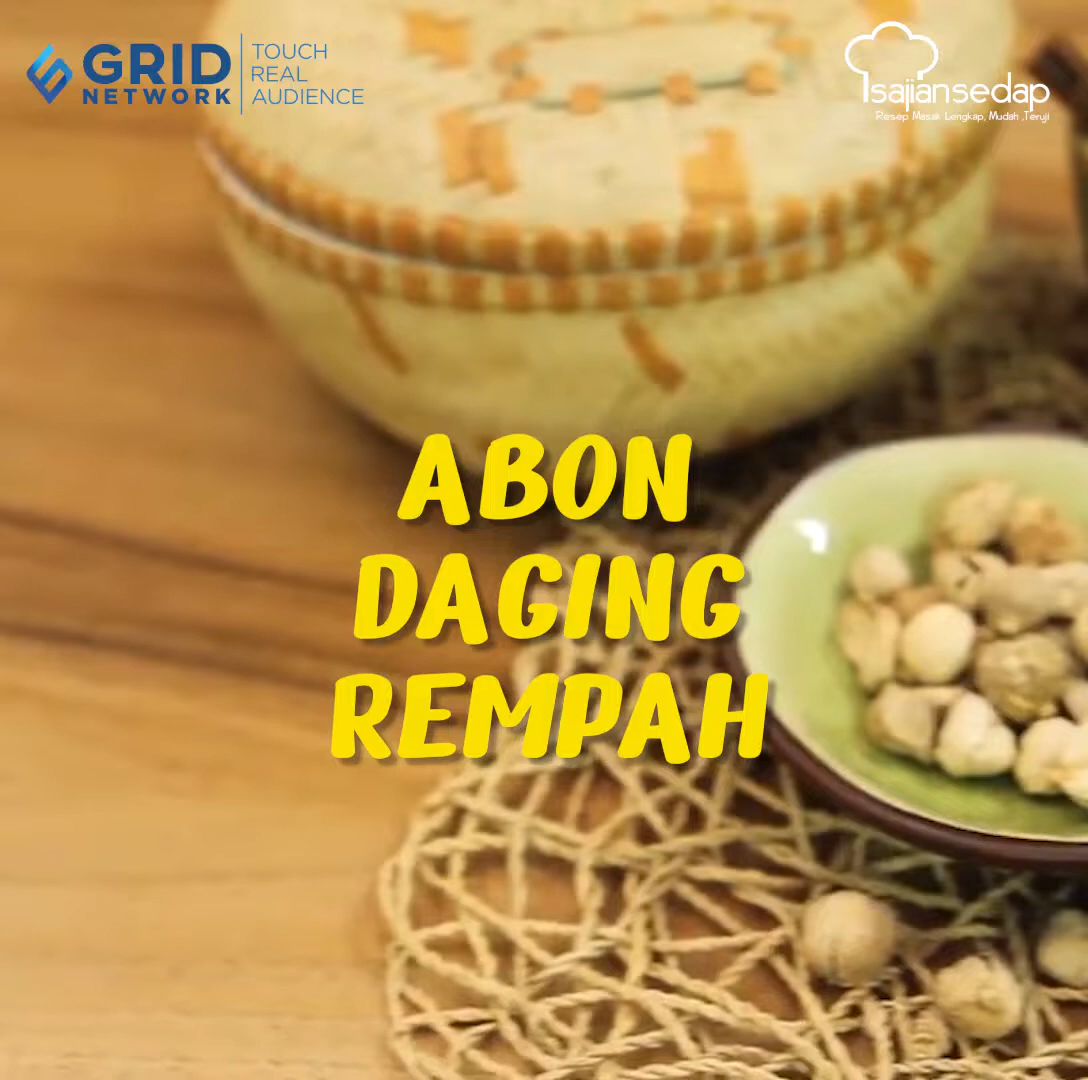 GRID
NETWORK
TOUCH
REAL
AUDIENCE
sajiansedap
Resep Masak Lengkap, Mudah ,Teruji
ABON
DAGING
REMPAH